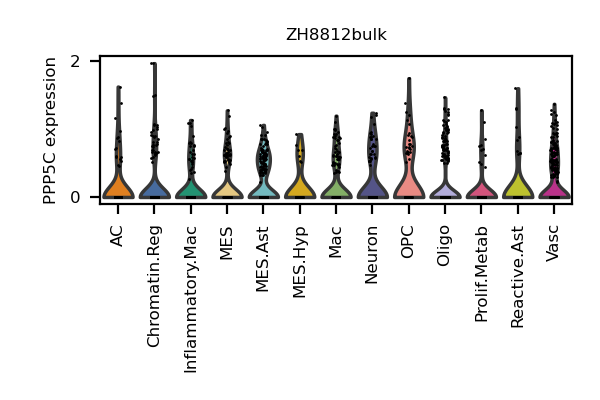 ZH8812bulk
PPP5C expression
2
0
AC
Chromatin.Reg
Inflammatory.Mac
MES
MES.Ast
MES.Hyp
Mac
Neuron
OPC
Oligo
Prolif.Metab
Reactive.Ast
Vasc